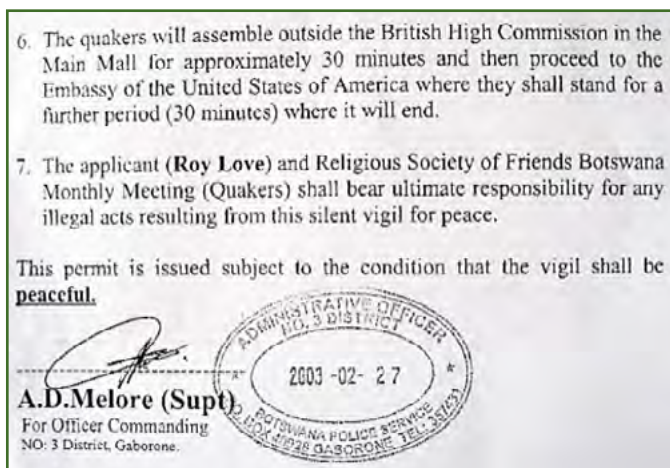 6. The quakers will assemble outside the British High Commission in the
Main Mall for approximately 30 minutes and then proceed to the
Embassy of the United States of America where they shall stand for a
further period (30 minutes) where it will end.
7. The applicant (Roy Love) and Religious Society of Friends Botswana
Monthly Meeting (Quakers) shall bear ultimate responsibility for any
illegal acts resulting from this silent vigil for peace.
This permit is issued subject to the condition that the vigil shall be
peaceful.
ADMINISTRATIVE OFFICER
NO. 3 DISTRICT
2003 -02- 27
BOTSWANA POLICE SERVICE
BOX GABORONE TEL:
A.D.Melore (Supt)
For Officer Commanding
NO: 3 District, Gaborone.